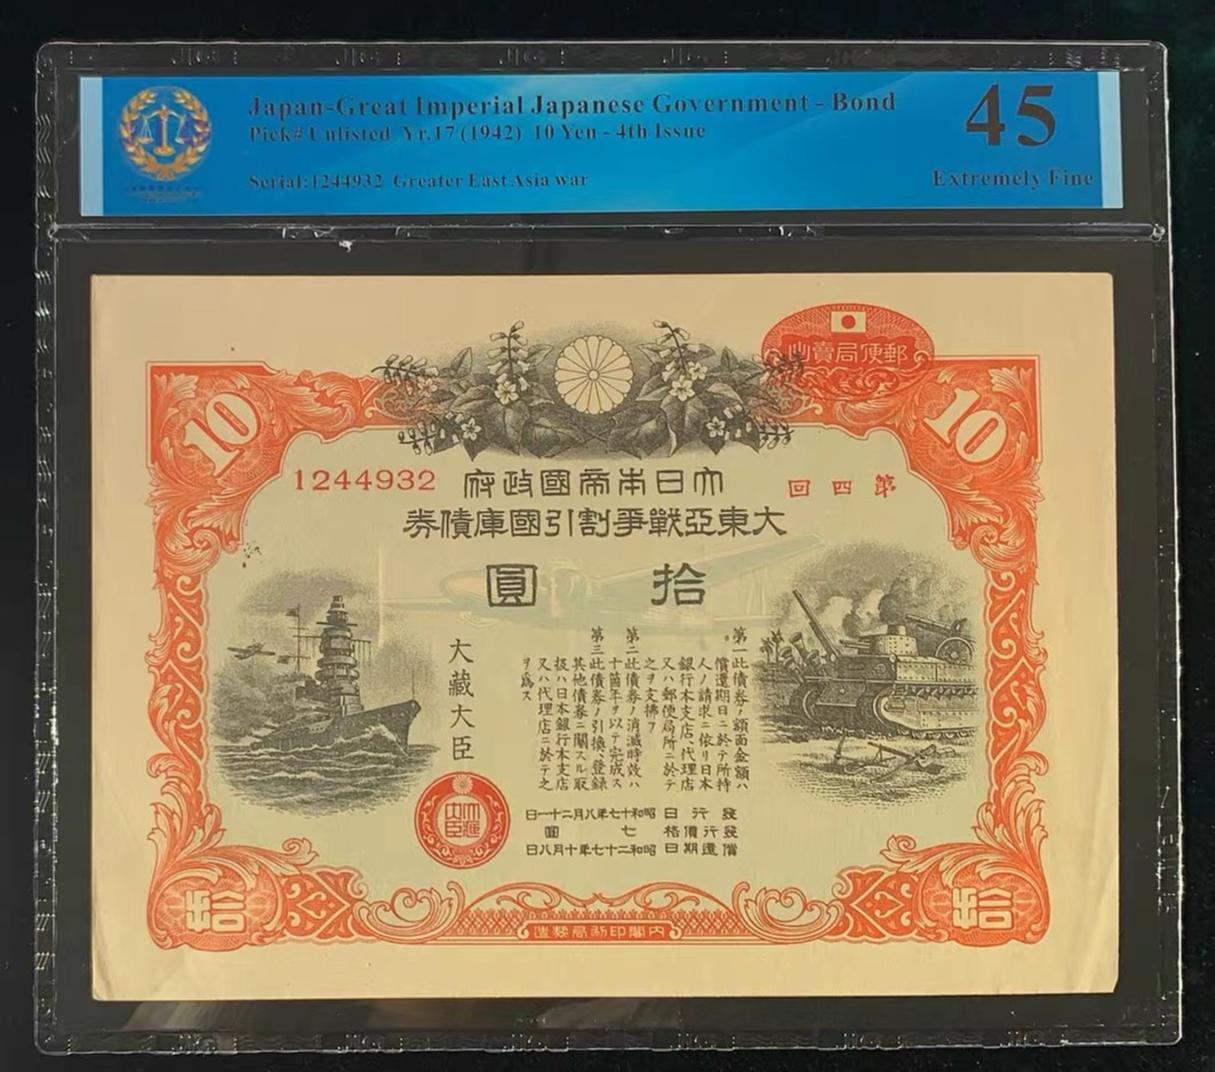 Japan-Great Imperial Japanese Government - Bond
Pick# Unlisted Yr.17 (1942) 10 Yen - 4th Issue
Serial:1244932 Greater East Asia war
45
Extremely Fine
郵便局賣出
10
10
1244932
大日本帝國政府
第四回
大東亞戰爭割引國庫債券
拾圓
第一 此債券ノ額面金額ハ
償還期日ニ於テ所持
人ノ請求ニ依リ日本
銀行本支店、代理店
又ハ郵便局所ニ於テ
之ヲ支拂フ
第二 此債券ノ消滅時效ハ
十箇年ヲ以テ完成ス
第三 此債券ノ引換、登錄
其他債券ニ關スル取
扱ハ日本銀行本支店
又ハ代理店ニ於テ之
ヲ爲ス
大藏大臣
大藏大臣
發行日 昭和十七年八月二十一日
發行價格 七圓
償還期日 昭和二十七年十月八日
拾
拾
內閣印刷局製造